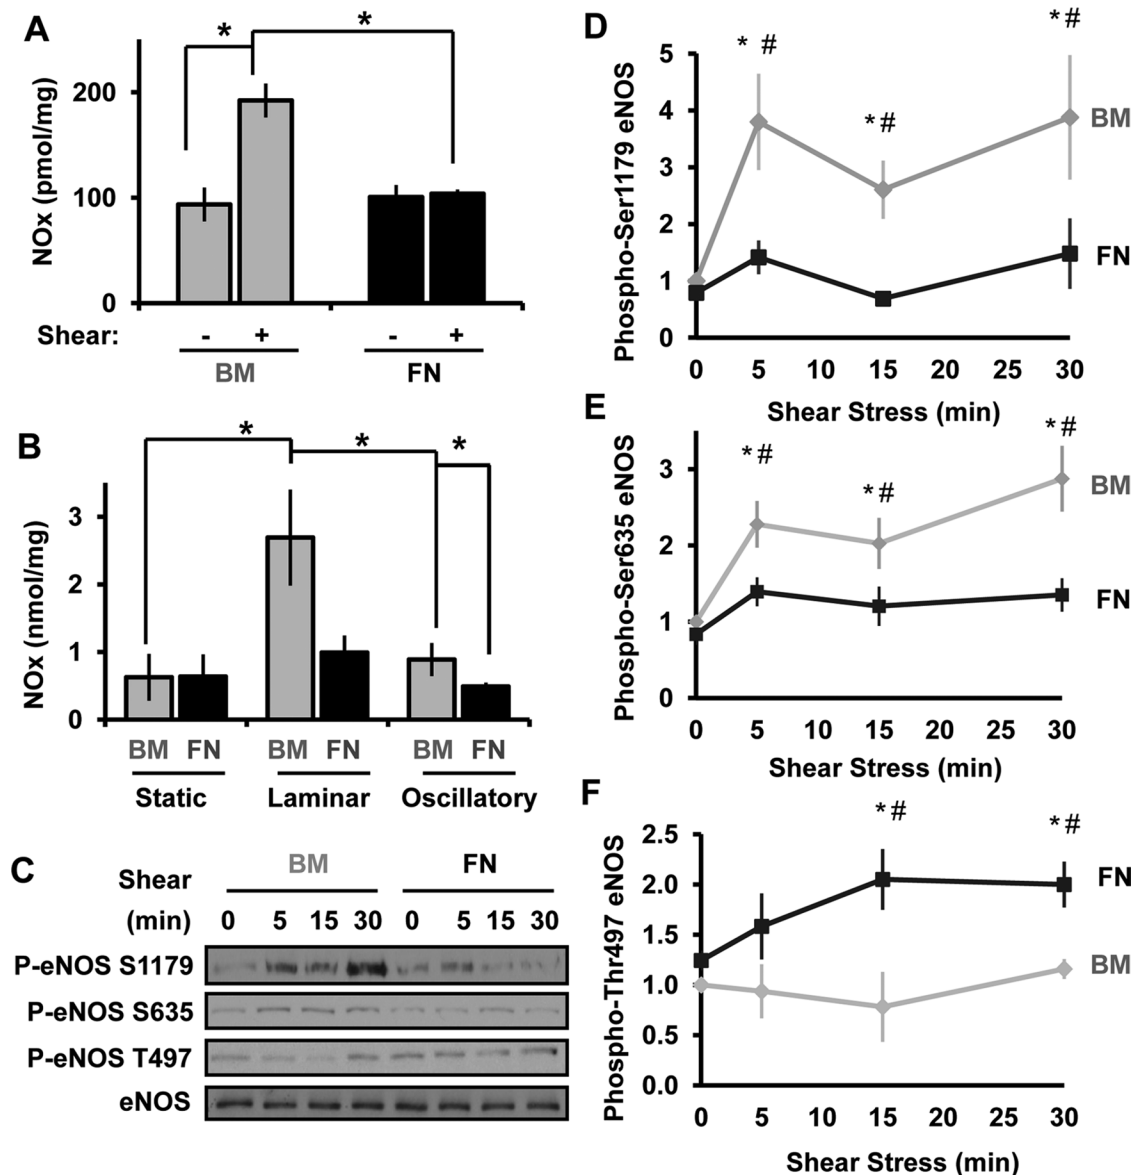 A
*
*
NOx (pmol/mg)
200
100
0
Shear: - + - +
BM FN
B
*
*
*
NOx (nmol/mg)
3
2
1
0
BM FN BM FN BM FN
Static Laminar Oscillatory
C
BM FN
Shear
(min) 0 5 15 30 0 5 15 30
P-eNOS S1179
P-eNOS S635
P-eNOS T497
eNOS
D
* #
*#
*#
Phospho-Ser1179 eNOS
5
4
3
2
1
0
BM
FN
0 5 10 15 20 25 30
Shear Stress (min)
E
*#
*#
*#
Phospho-Ser635 eNOS
3
2
1
0
BM
FN
0 5 10 15 20 25 30
Shear Stress (min)
F
*#
*#
Phospho-Thr497 eNOS
2.5
2.0
1.5
1.0
0.5
0.0
FN
BM
0 5 10 15 20 25 30
Shear Stress (min)